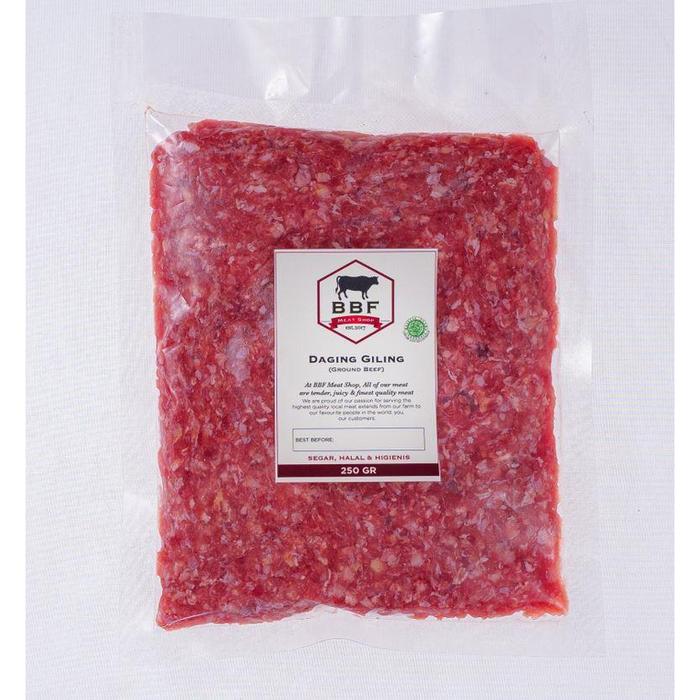 BBF
MEAT SHOP
EST.2017
DAGING GILING
(GROUND BEEF)
At BBF Meat Shop, All of our meat
are tender, juicy & finest quality meat
We are proud of our passion for serving the
highest quality local meat extends from our farm to
our favourite people in the world: you,
our customers.
BEST BEFORE:
SEGAR, HALAL & HIGIENIS
250 GR